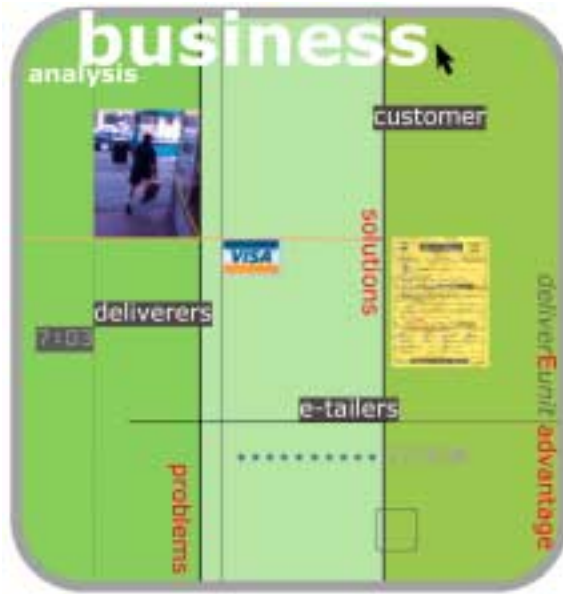 business
analysis
customer
solutions
VISA
deliverers
7:03
deliverEunit advantage
e-tailers
problems